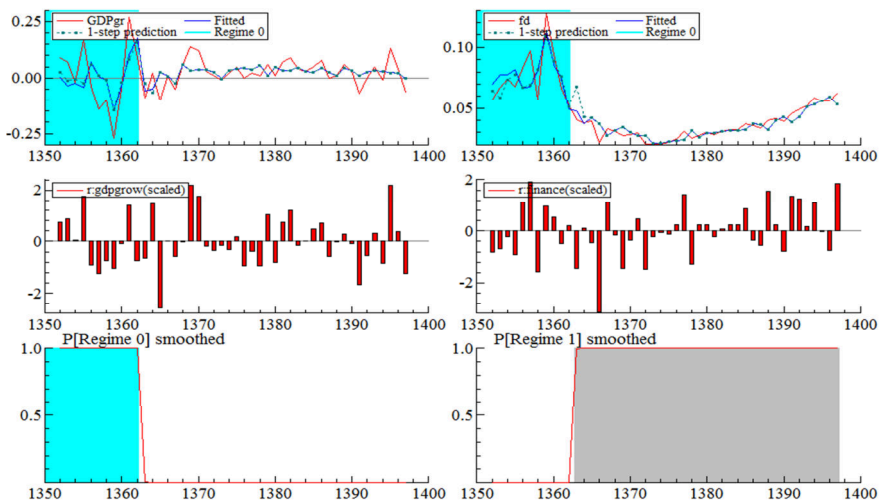 GDPgr Fitted
1-step prediction Regime 0
0.25
0.00
-0.25
1350 1360 1370 1380 1390 1400
fd Fitted
1-step prediction Regime 0
0.10
0.05
1350 1360 1370 1380 1390 1400
r:gdpgrow(scaled)
2
0
-2
1350 1360 1370 1380 1390 1400
r:finance(scaled)
2
0
-2
1350 1360 1370 1380 1390 1400
P[Regime 0] smoothed
1.0
0.5
1350 1360 1370 1380 1390 1400
P[Regime 1] smoothed
1.0
0.5
1350 1360 1370 1380 1390 1400